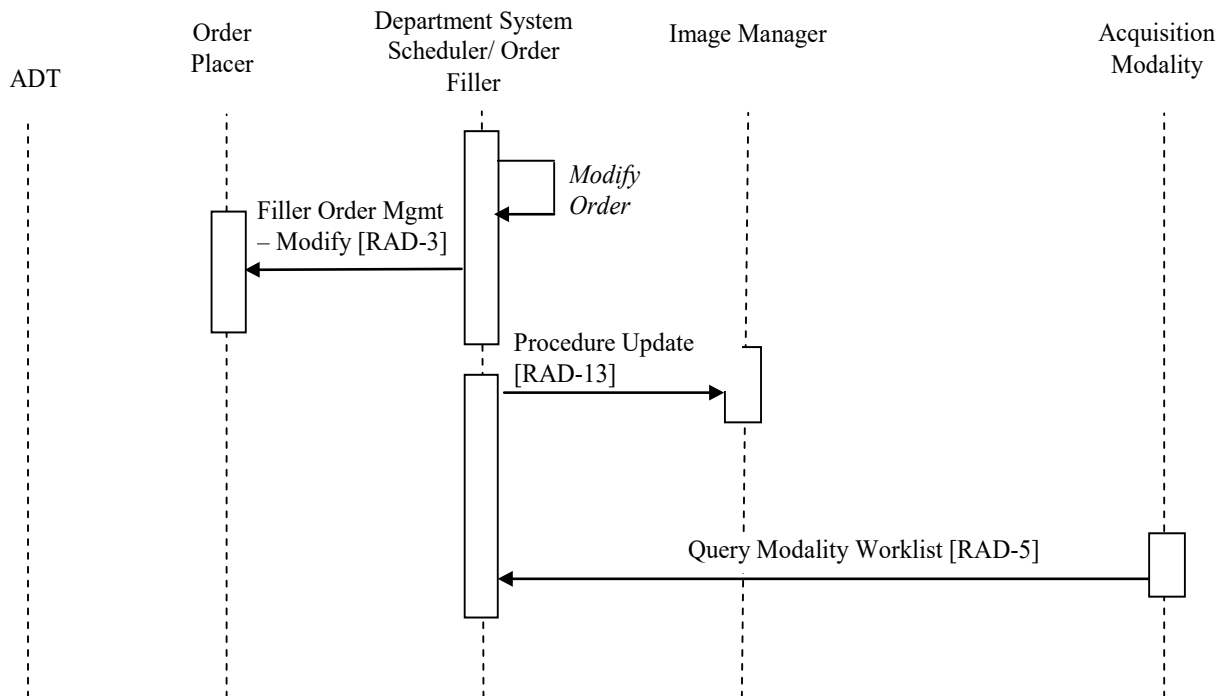 ADT
Order
Placer
Department System
Scheduler/ Order
Filler
Image Manager
Acquisition
Modality
Modify
Order
Filler Order Mgmt
– Modify [RAD-3]
Procedure Update
[RAD-13]
Query Modality Worklist [RAD-5]